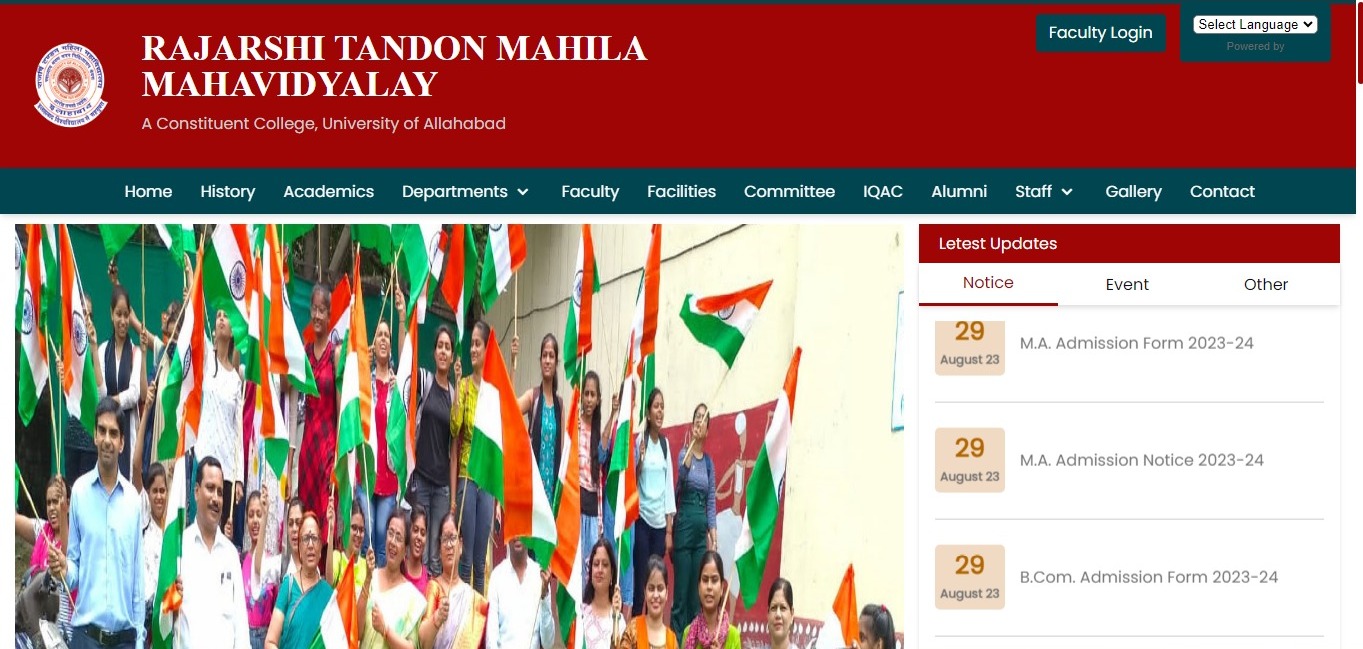 Faculty Login
Select Language
Powered by
RAJARSHI TANDON MAHILA
MAHAVIDYALAY
A Constituent College, University of Allahabad
Home History Academics Departments Faculty Facilities Committee IQAC Alumni Staff Gallery Contact
Letest Updates
Notice Event Other
29
August 23
M.A. Admission Form 2023-24
29
August 23
M.A. Admission Notice 2023-24
29
August 23
B.Com. Admission Form 2023-24